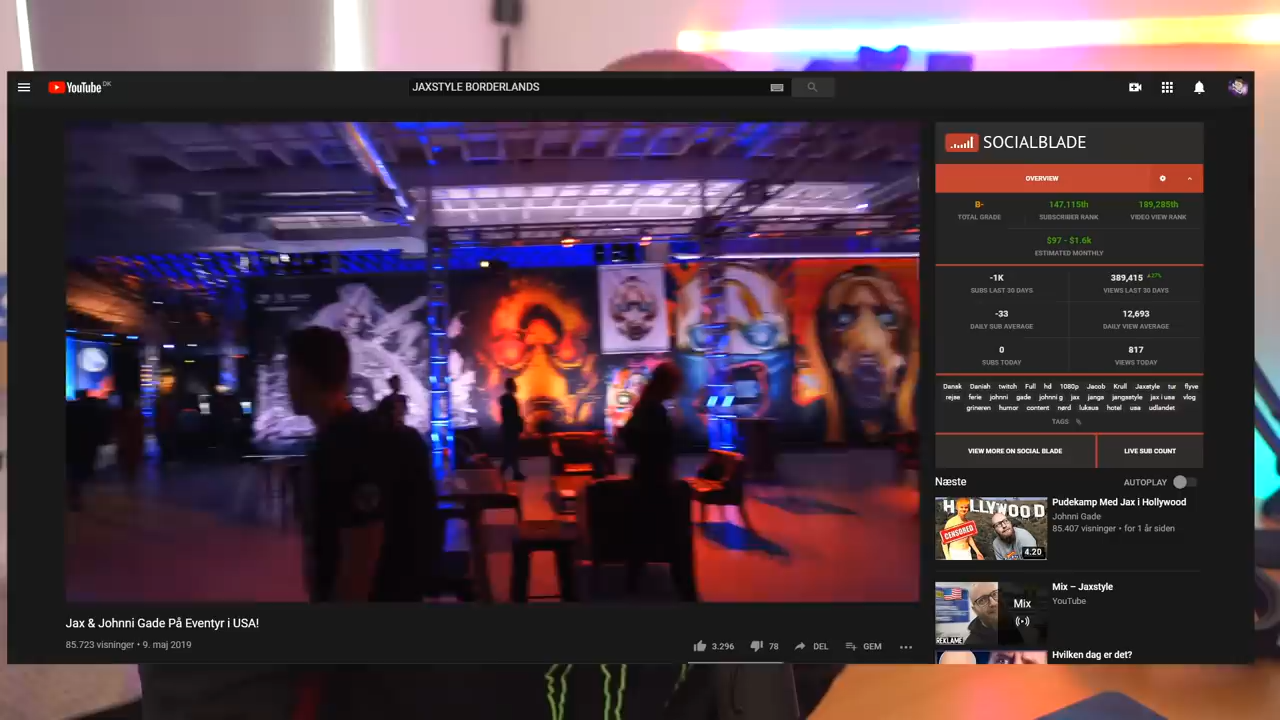 YouTube DK
JAXSTYLE BORDERLANDS
SOCIALBLADE
OVERVIEW
B-
TOTAL GRADE
147,115th
SUBSCRIBER RANK
189,285th
VIDEO VIEW RANK
$97 - $1.6k
ESTIMATED MONTHLY
-1K
SUBS LAST 30 DAYS
389,415 ▲27%
VIEWS LAST 30 DAYS
-33
DAILY SUB AVERAGE
12,693
DAILY VIEW AVERAGE
0
SUBS TODAY
817
VIEWS TODAY
Dansk Danish twitch Full hd 1080p Jacob Krull Jaxstyle tur flyve
rejse ferie johnni gade johnni g jax jangs jangsstyle jax i usa vlog
grineren humor content nørd luksus hotel usa udlandet
TAGS
VIEW MORE ON SOCIAL BLADE
LIVE SUB COUNT
Næste
AUTOPLAY
HOLLYWOOD
CENSORED
4.20
Pudekamp Med Jax i Hollywood
Johnni Gade
85.407 visninger • for 1 år siden
REKLAME
Mix
Mix – Jaxstyle
YouTube
Hvilken dag er det?
Jax & Johnni Gade På Eventyr i USA!
85.723 visninger • 9. maj 2019
3.296
78
DEL
GEM